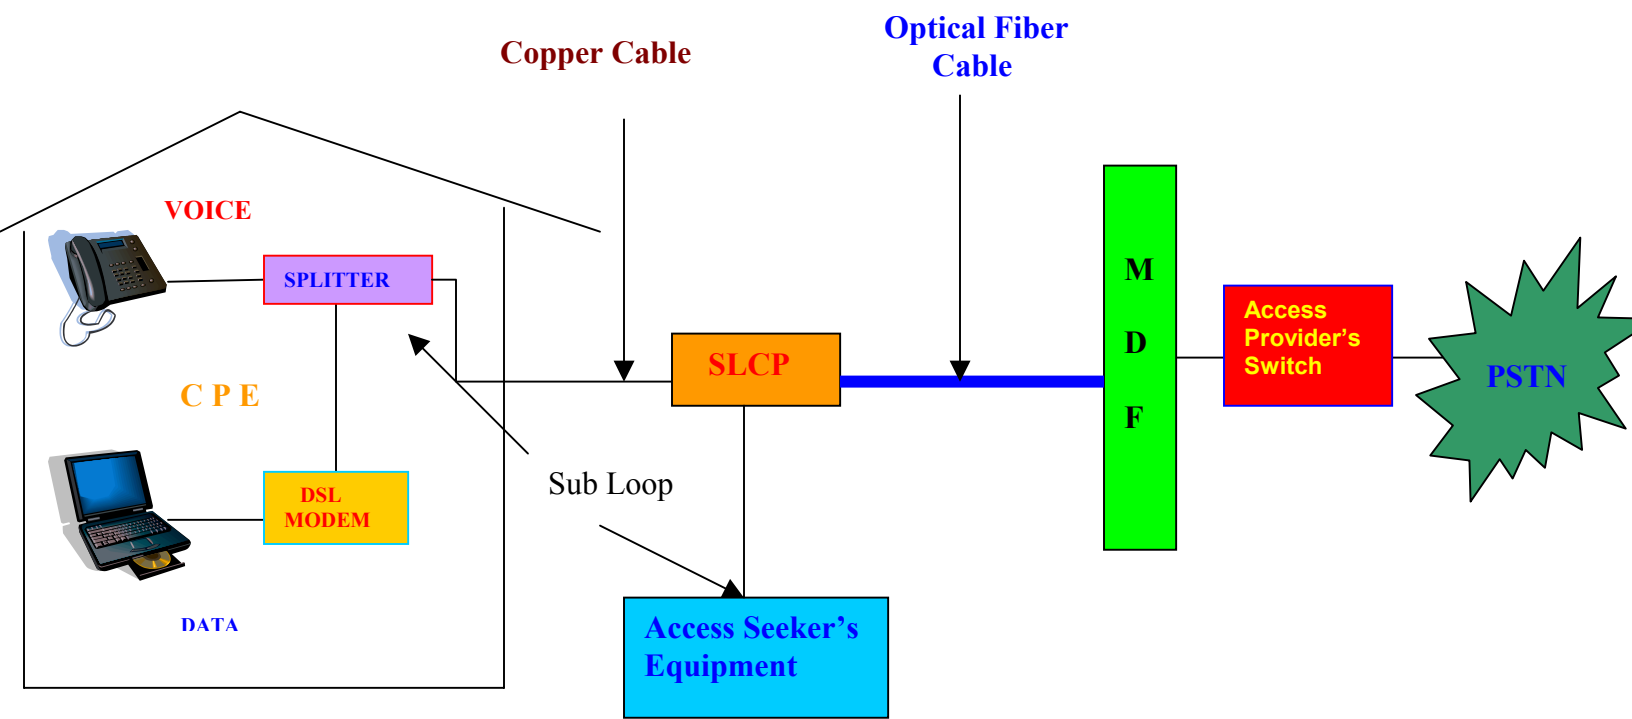 Optical Fiber
Cable
Copper Cable
VOICE
SPLITTER
C P E
DSL
MODEM
DATA
Sub Loop
SLCP
Access Seeker's
Equipment
M
D
F
Access
Provider's
Switch
PSTN